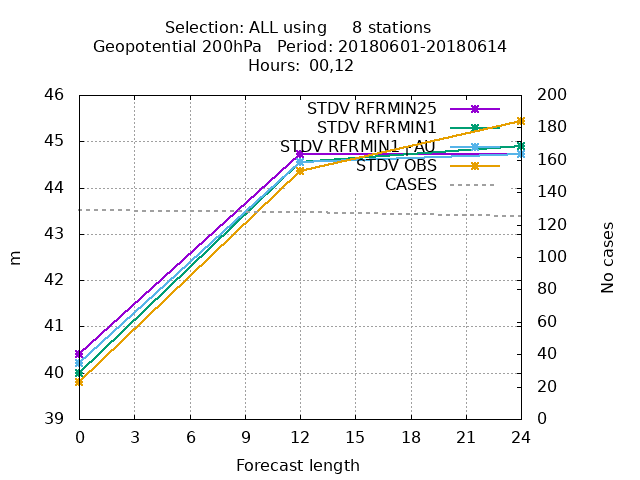 Selection: ALL using     8 stations
Geopotential 200hPa   Period: 20180601-20180614
Hours: 00,12
46
45
44
43
42
41
40
39
200
180
160
140
120
100
80
60
40
20
0
STDV RFRMIN25
STDV RFRMIN1
STDV RFRMIN1_AU
STDV OBS
CASES
m
No cases
0 3 6 9 12 15 18 21 24
Forecast length